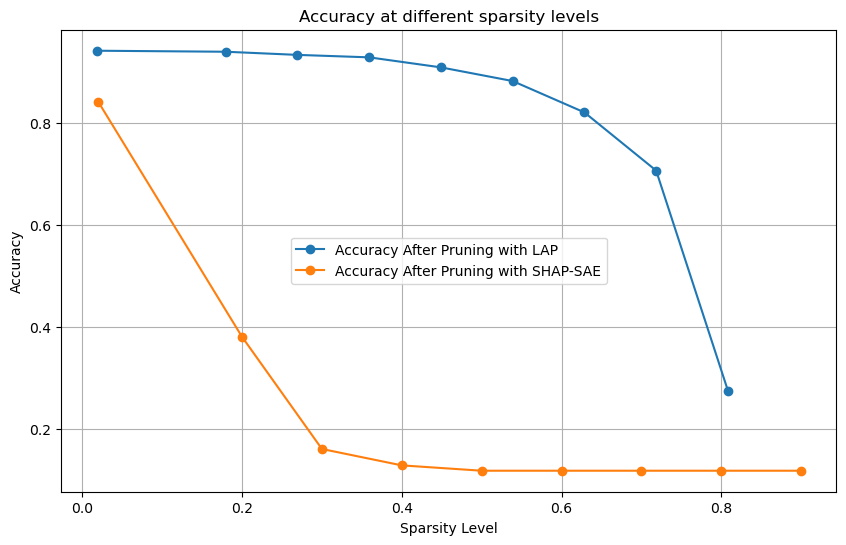 Accuracy at different sparsity levels
0.8
0.6
0.4
0.2
Accuracy
Accuracy After Pruning with LAP
Accuracy After Pruning with SHAP-SAE
0.0
0.2
0.4
0.6
0.8
Sparsity Level